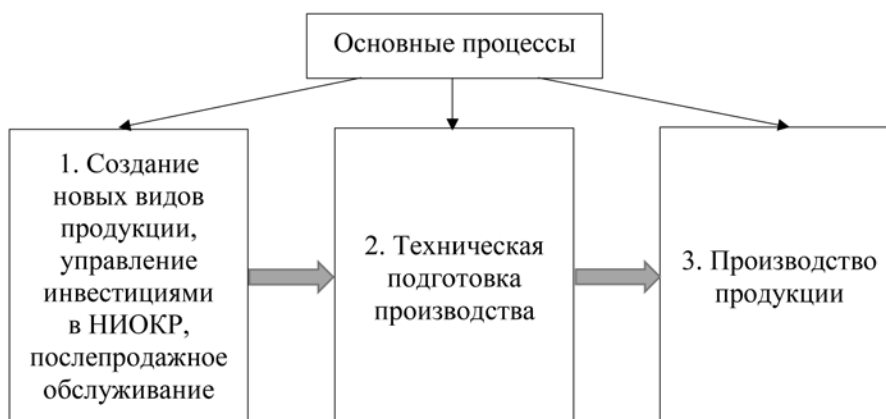 Основные процессы
1. Создание
новых видов
продукции,
управление
инвестициями
в НИОКР,
послепродажное
обслуживание
2. Техническая
подготовка
производства
3. Производство
продукции